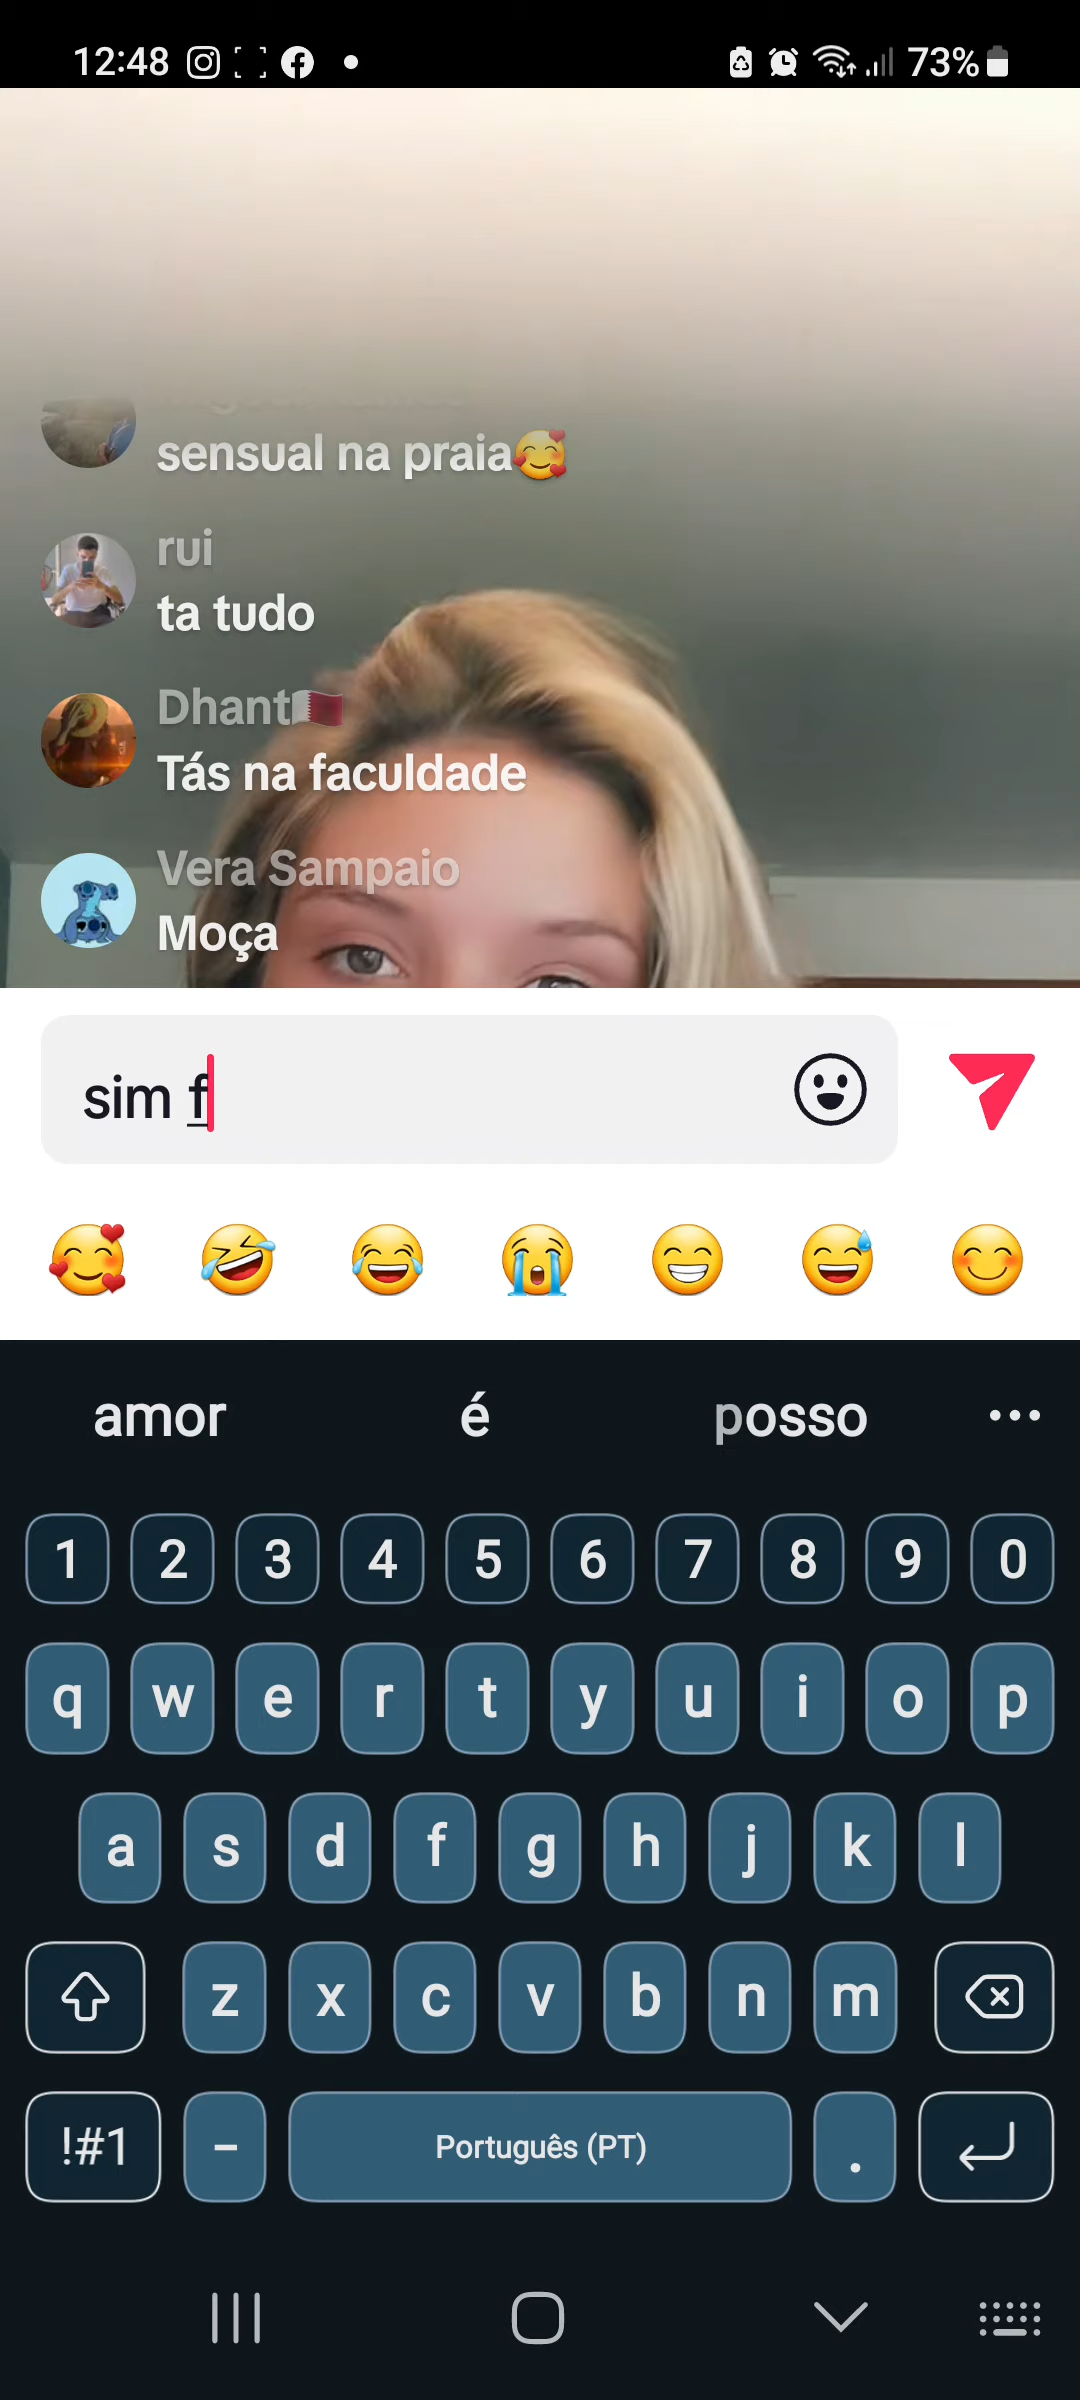 12:48
73%
sensual na praia🥰
rui
ta tudo
Dhant🇶🇦
Tás na faculdade
Vera Sampaio
Moça
sim f
amor é posso
1 2 3 4 5 6 7 8 9 0
q w e r t y u i o p
a s d f g h j k l
z x c v b n m
!#1 - Português (PT) .